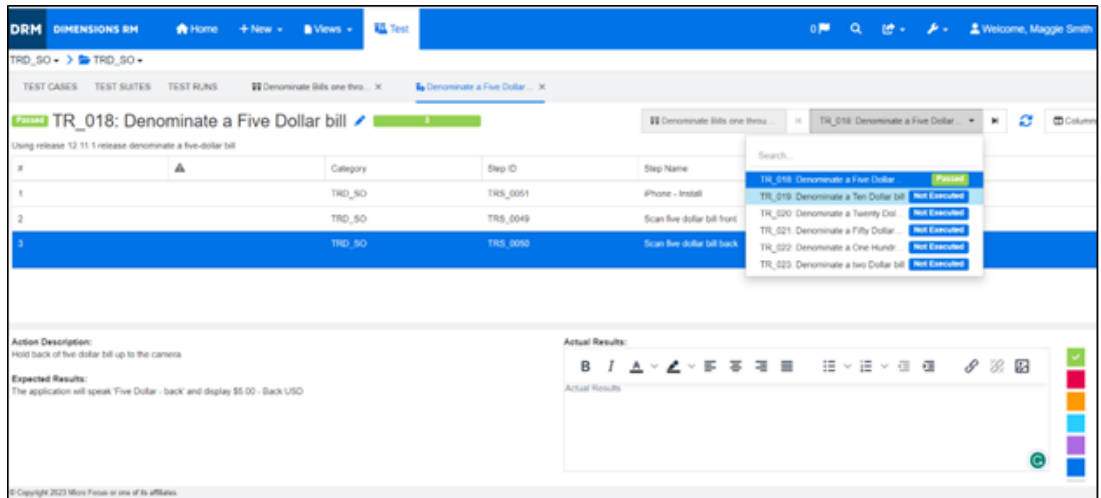 DRM DIMENSIONS RM Home + New Views Test 0 Welcome, Maggie Smith
TRD_SO > TRD_SO
TEST CASES TEST SUITES TEST RUNS Denominate Bills one thro... × Denominate a Five Dollar... ×
Passed TR_018: Denominate a Five Dollar bill 3 Denominate Bills one throu... TR_018: Denominate a Five Dollar... Column
Using release 12.11.1 release denominate a five-dollar bill
# Category Step ID Step Name
1 TRD_SO TRS_0051 iPhone - Install
2 TRD_SO TRS_0049 Scan five dollar bill front
3 TRD_SO TRS_0050 Scan five dollar bill back
Search...
TR_018: Denominate a Five Dollar... Passed
TR_019: Denominate a Ten Dollar bill Not Executed
TR_020: Denominate a Twenty Dol... Not Executed
TR_021: Denominate a Fifty Dollar... Not Executed
TR_022: Denominate a One Hundr... Not Executed
TR_023: Denominate a two Dollar bill Not Executed
Action Description:
Hold back of five dollar bill up to the camera
Expected Results:
The application will speak 'Five Dollar - back' and display $5.00 - Back USD
Actual Results:
B I A
Actual Results
© Copyright 2023 Micro Focus or one of its affiliates.